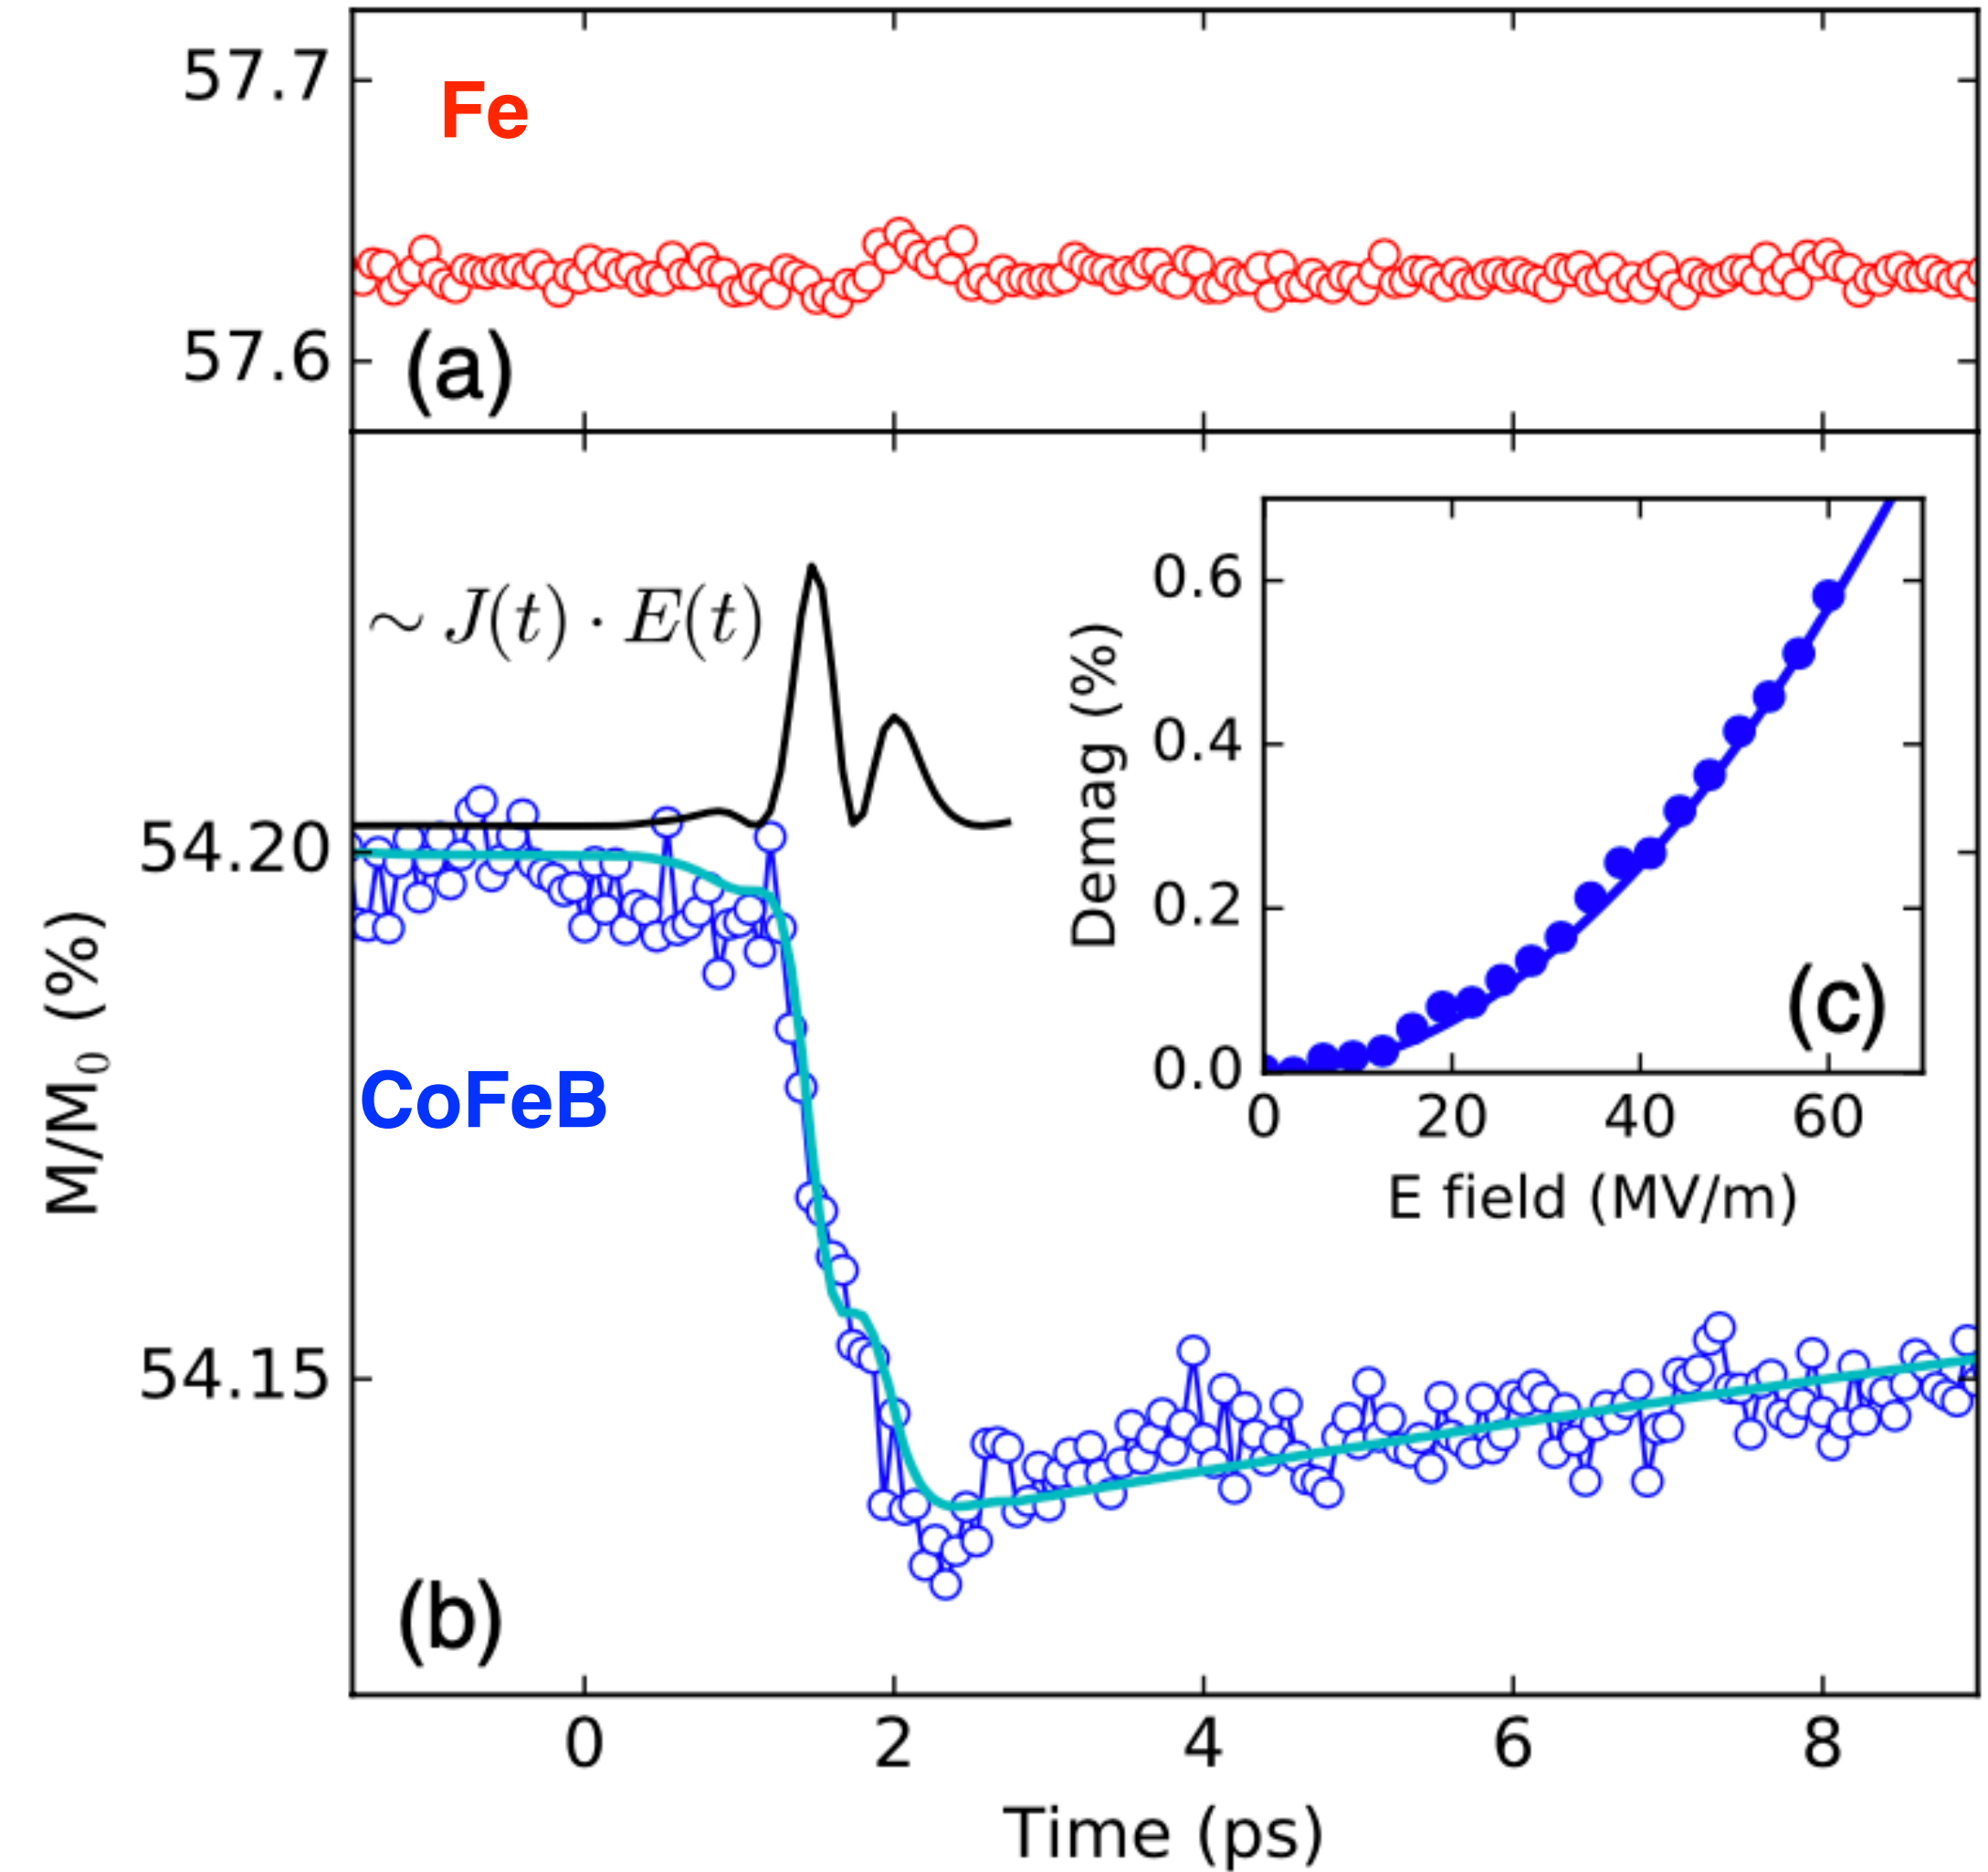 57.7
Fe
57.6
(a)
∼ J(t) · E(t)
54.20
54.15
M/M₀ (%)
CoFeB
(b)
0.6
0.4
0.2
0.0
Demag (%)
(c)
0 20 40 60
E field (MV/m)
0 2 4 6 8
Time (ps)